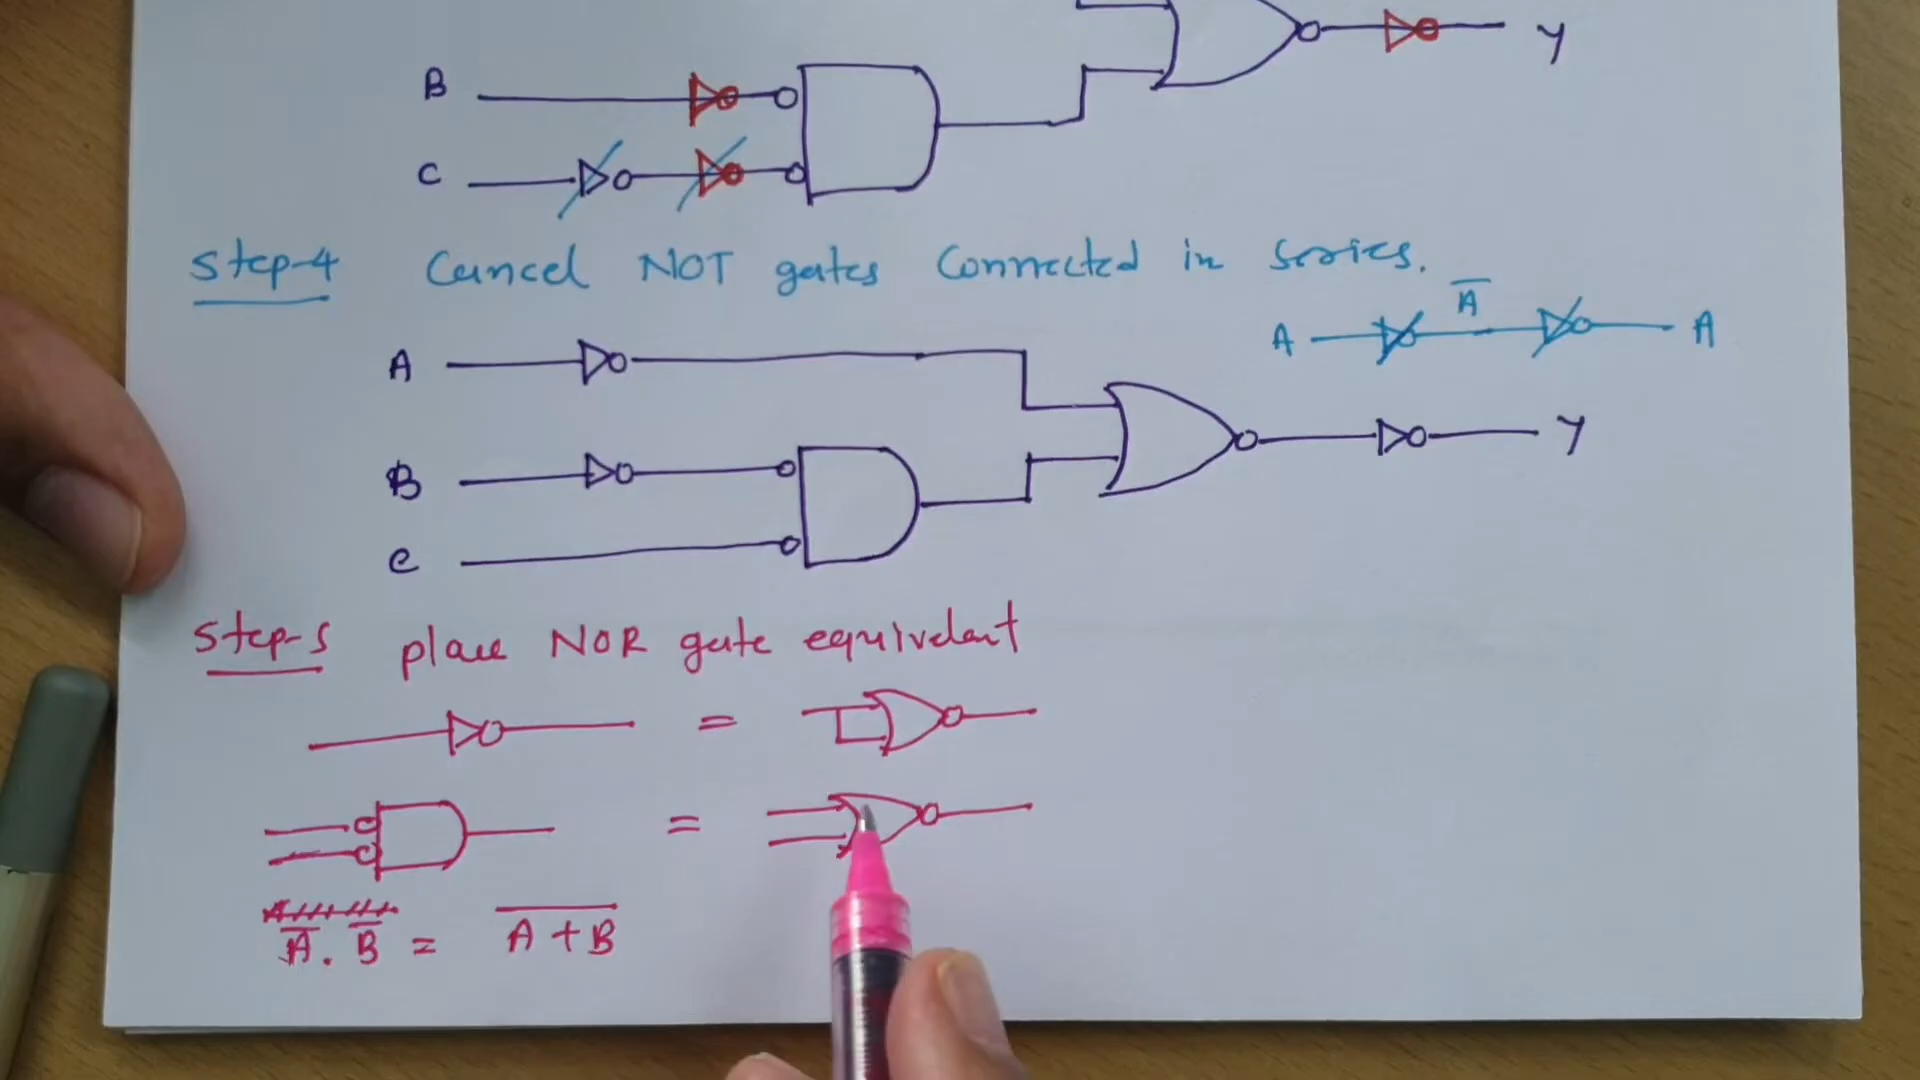 Y
B
C
Step-4 Cancel NOT gates Connected in series.
A̅
A A
A
B
Y
C
Step-5 place NOR gate equivalent
=
=
A̅ . B̅ = A̅ ̅+̅ ̅B̅